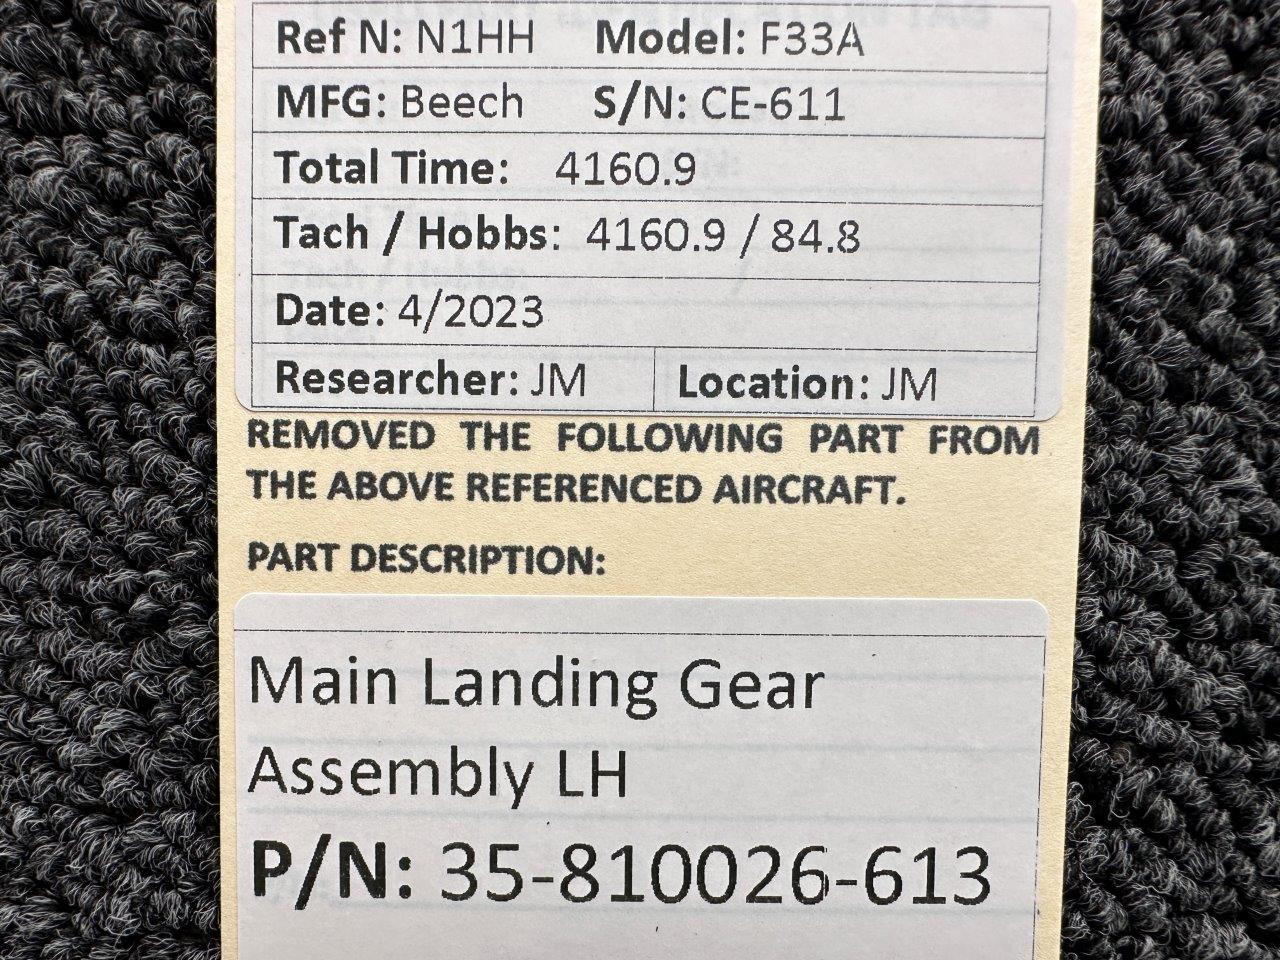 Ref N: N1HH Model: F33A
MFG: Beech S/N: CE-611
Total Time: 4160.9
Tach / Hobbs: 4160.9 / 84.8
Date: 4/2023
Researcher: JM Location: JM
REMOVED THE FOLLOWING PART FROM
THE ABOVE REFERENCED AIRCRAFT.
PART DESCRIPTION:
Main Landing Gear
Assembly LH
P/N: 35-810026-613